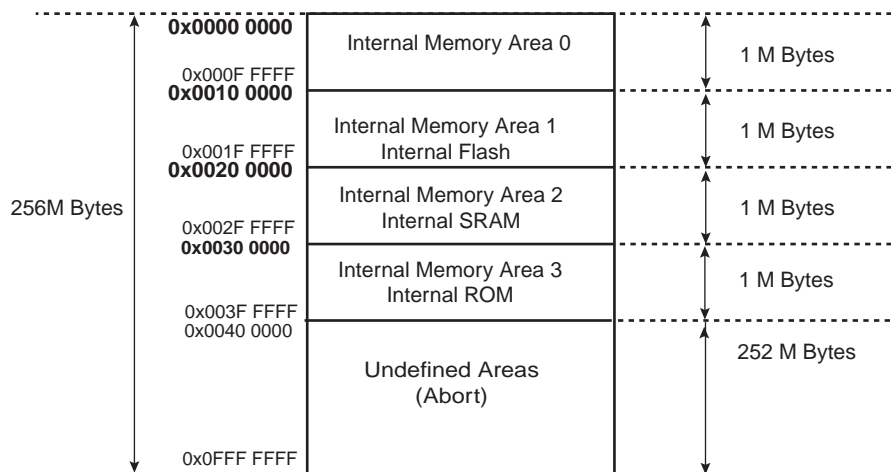 0x0000 0000
Internal Memory Area 0
1 M Bytes
0x000F FFFF
0x0010 0000
Internal Memory Area 1
Internal Flash
1 M Bytes
0x001F FFFF
0x0020 0000
256M Bytes
Internal Memory Area 2
Internal SRAM
1 M Bytes
0x002F FFFF
0x0030 0000
Internal Memory Area 3
Internal ROM
1 M Bytes
0x003F FFFF
0x0040 0000
252 M Bytes
Undefined Areas
(Abort)
0x0FFF FFFF